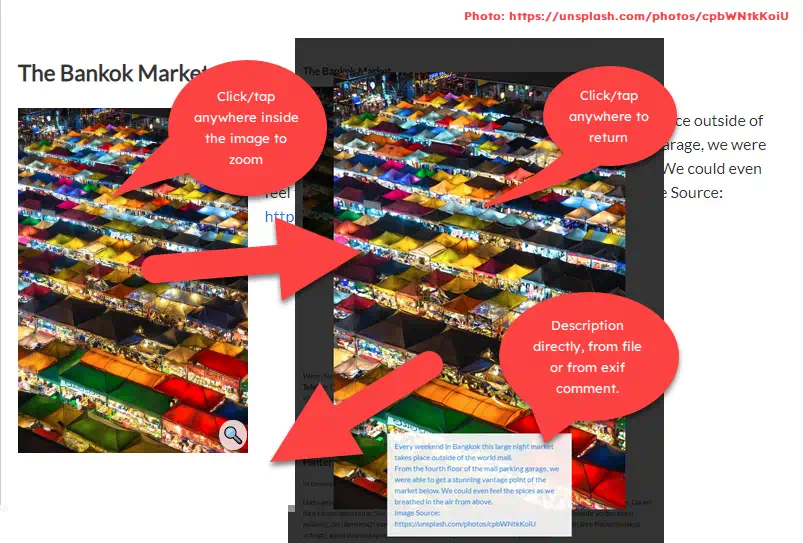 Photo: https://unsplash.com/photos/cpbWNtkKoiU
The Bankok Market
The Bankok Market
Click/tap
anywhere inside
the image to
zoom
Click/tap
anywhere to
return
ce outside of
arage, we were
We could even
feel
e Source:
http
Description
directly, from file
or from exif
comment.
Every weekend in Bangkok this large night market
takes place outside of the world mall.
From the fourth floor of the mall parking garage, we
were able to get a stunning vantage point of the
market below. We could even feel the spices as we
breathed in the air from above.
Image Source:
https://unsplash.com/photos/cpbWNtkKoiU